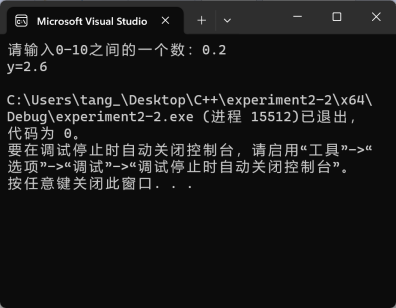 Microsoft Visual Studio
请输入0-10之间的一个数：0.2
y=2.6
C:\Users\tang_\Desktop\C++\experiment2-2\x64\
Debug\experiment2-2.exe (进程 15512)已退出，
代码为 0。
要在调试停止时自动关闭控制台，请启用“工具”->“
选项”->“调试”->“调试停止时自动关闭控制台”。
按任意键关闭此窗口. . .